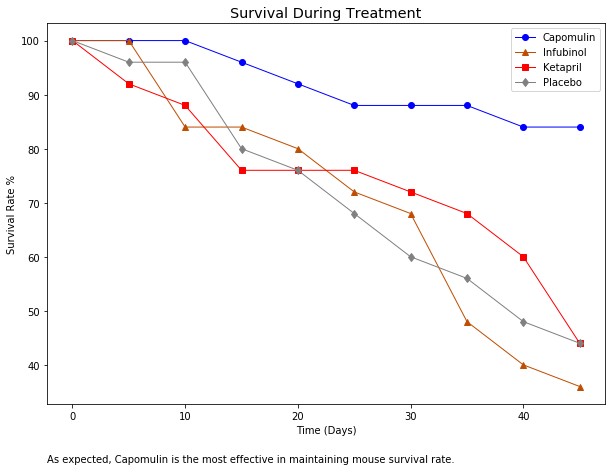 Survival During Treatment
Capomulin
Infubinol
Ketapril
Placebo
100
90
80
70
60
50
40
Survival Rate %
0
10
20
30
40
Time (Days)
As expected, Capomulin is the most effective in maintaining mouse survival rate.